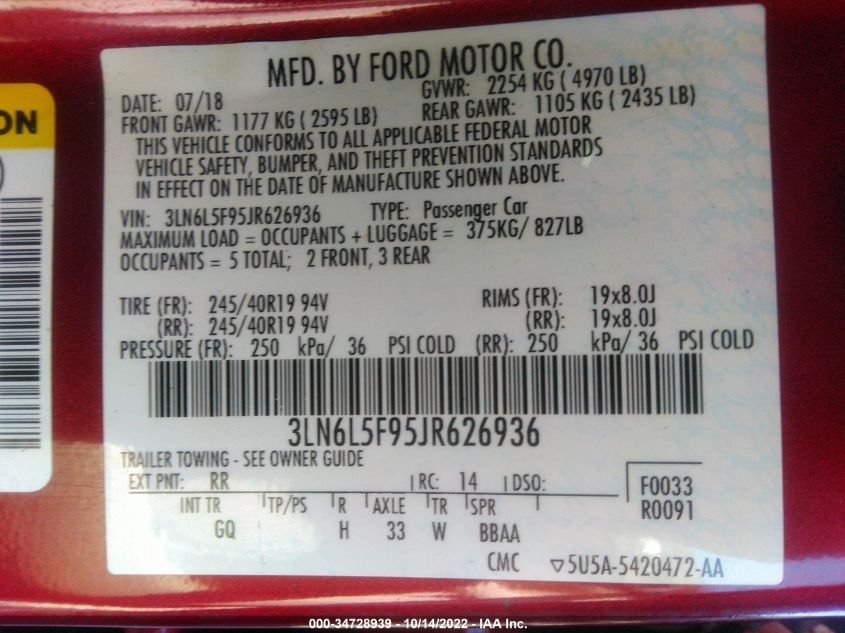 MFD. BY FORD MOTOR CO.
DATE: 07/18 GVWR: 2254 KG ( 4970 LB)
FRONT GAWR: 1177 KG ( 2595 LB) REAR GAWR: 1105 KG ( 2435 LB)
THIS VEHICLE CONFORMS TO ALL APPLICABLE FEDERAL MOTOR
VEHICLE SAFETY, BUMPER, AND THEFT PREVENTION STANDARDS
IN EFFECT ON THE DATE OF MANUFACTURE SHOWN ABOVE.
VIN: 3LN6L5F95JR626936 TYPE: Passenger Car
MAXIMUM LOAD = OCCUPANTS + LUGGAGE = 375KG/ 827LB
OCCUPANTS = 5 TOTAL; 2 FRONT, 3 REAR
TIRE (FR): 245/40R19 94V RIMS (FR): 19x8.0J
(RR): 245/40R19 94V (RR): 19x8.0J
PRESSURE (FR): 250 kPa/ 36 PSI COLD (RR): 250 kPa/ 36 PSI COLD
3LN6L5F95JR626936
TRAILER TOWING - SEE OWNER GUIDE
EXT PNT: RR RC: 14 DSO: F0033
INT TR TP/PS R AXLE TR SPR R0091
GQ H 33 W BBAA
CMC ▽5U5A-5420472-AA
ON
000-34728939 - 10/14/2022 - IAA Inc.